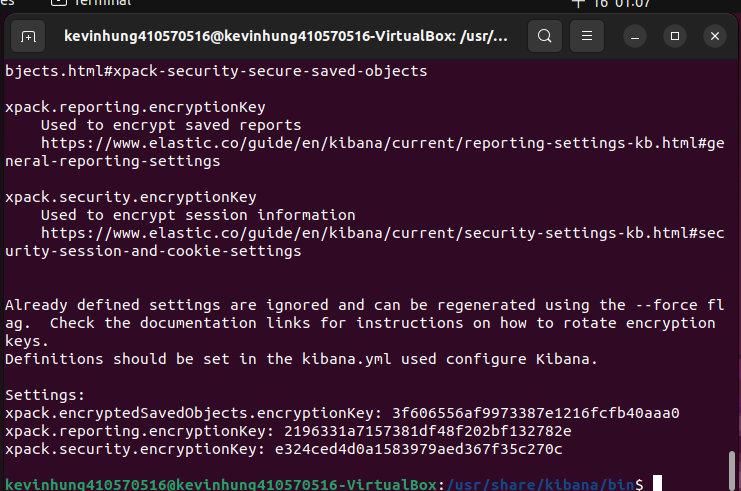 Terminal
16 01:07
kevinhung410570516@kevinhung410570516-VirtualBox: /usr/...
bjects.html#xpack-security-secure-saved-objects
xpack.reporting.encryptionKey
Used to encrypt saved reports
https://www.elastic.co/guide/en/kibana/current/reporting-settings-kb.html#ge
neral-reporting-settings
xpack.security.encryptionKey
Used to encrypt session information
https://www.elastic.co/guide/en/kibana/current/security-settings-kb.html#sec
urity-session-and-cookie-settings
Already defined settings are ignored and can be regenerated using the --force fl
ag.  Check the documentation links for instructions on how to rotate encryption
keys.
Definitions should be set in the kibana.yml used configure Kibana.
Settings:
xpack.encryptedSavedObjects.encryptionKey: 3f606556af9973387e1216fcfb40aaa0
xpack.reporting.encryptionKey: 2196331a7157381df48f202bf132782e
xpack.security.encryptionKey: e324ced4d0a1583979aed367f35c270c
kevinhung410570516@kevinhung410570516-VirtualBox:/usr/share/kibana/bin$